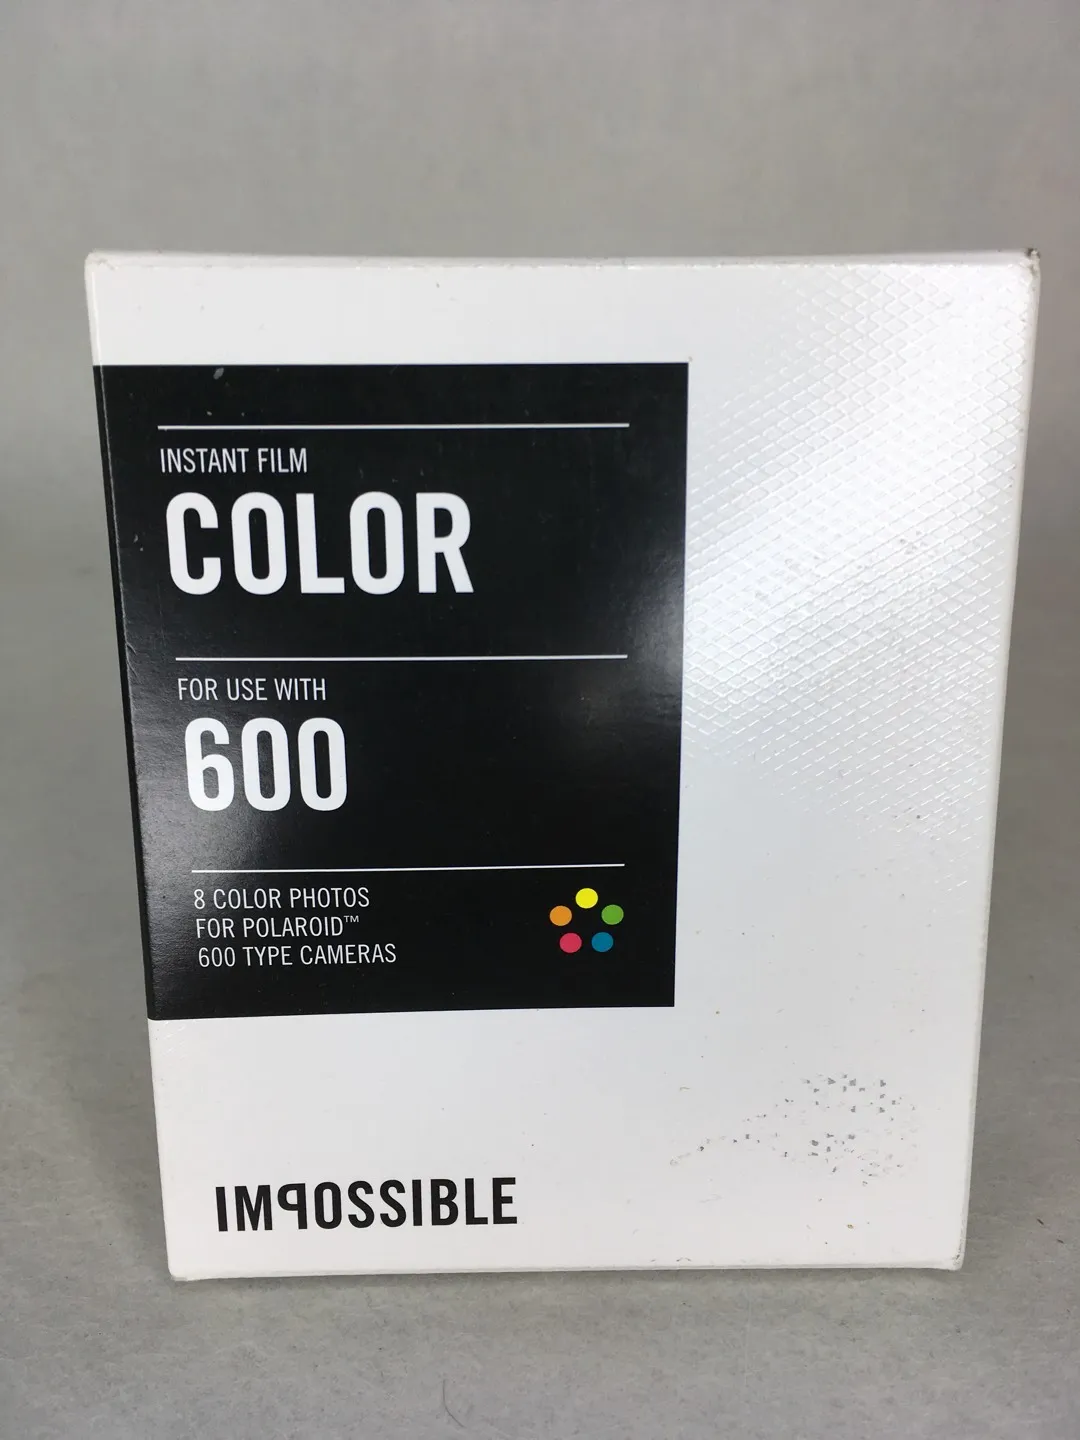 INSTANT FILM
COLOR
FOR USE WITH
600
8 COLOR PHOTOS
FOR POLAROID™
600 TYPE CAMERAS
IMPOSSIBLE